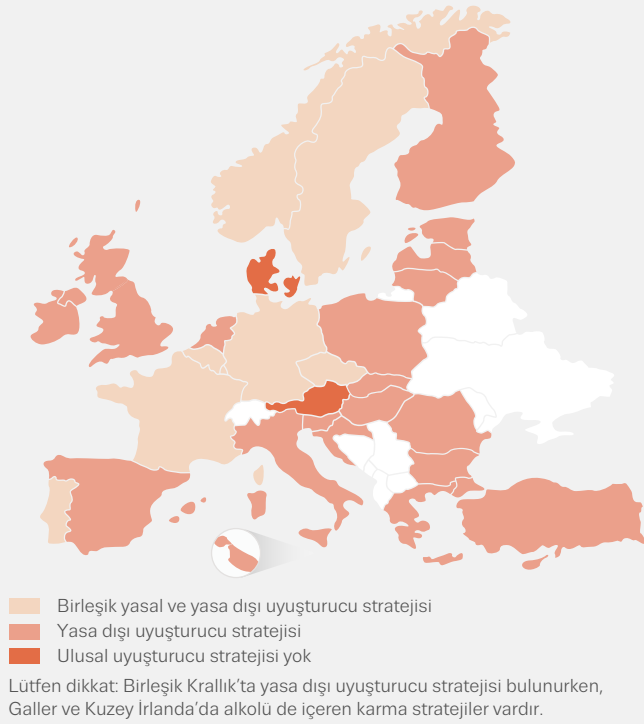 Birleşik yasal ve yasa dışı uyuşturucu stratejisi
Yasa dışı uyuşturucu stratejisi
Ulusal uyuşturucu stratejisi yok
Lütfen dikkat: Birleşik Krallık’ta yasa dışı uyuşturucu stratejisi bulunurken,
Galler ve Kuzey İrlanda’da alkolü de içeren karma stratejiler vardır.